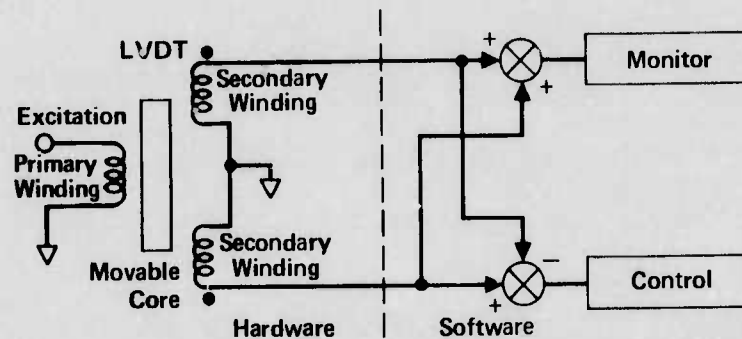 LVDT
Secondary
Winding
Excitation
Primary
Winding
Movable
Core
Secondary
Winding
Hardware
Software
+
+
Monitor
−
+
Control